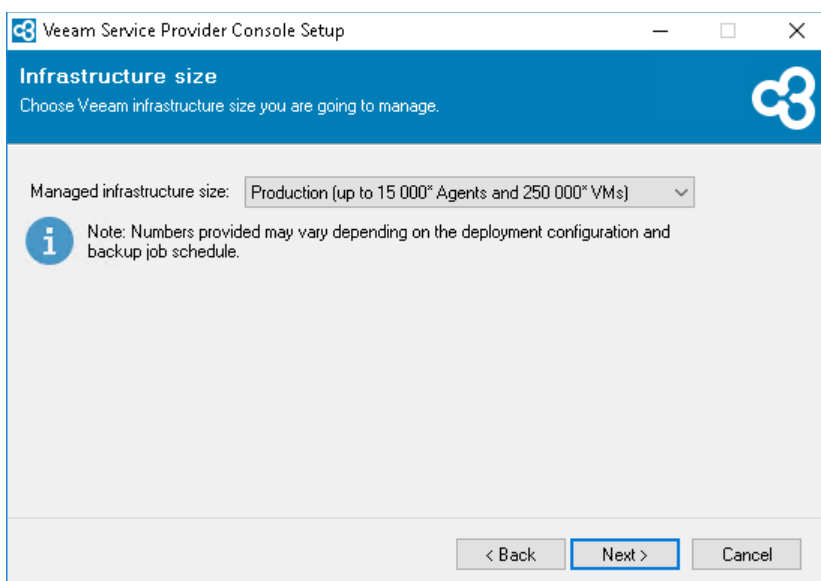 Veeam Service Provider Console Setup
Infrastructure size
Choose Veeam infrastructure size you are going to manage.
Managed infrastructure size: Production (up to 15 000* Agents and 250 000* VMs)
Note: Numbers provided may vary depending on the deployment configuration and
backup job schedule.
< Back Next > Cancel